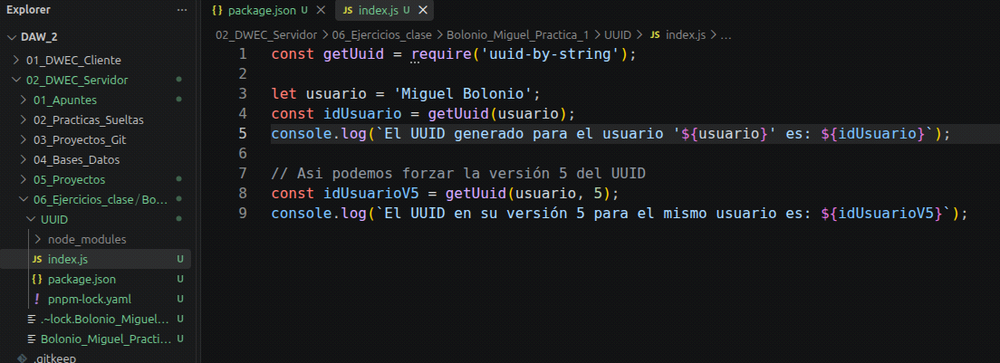 Explorer
DAW_2
01_DWEC_Cliente
02_DWEC_Servidor
01_Apuntes
02_Practicas_Sueltas
03_Proyectos_Git
04_Bases_Datos
05_Proyectos
06_Ejercicios_clase / Bo...
UUID
node_modules
JS index.js U
{} package.json U
! pnpm-lock.yaml U
.~lock.Bolonio_Miguel... U
Bolonio_Miguel_Practi... U
.gitkeep
{} package.json U
JS index.js U
02_DWEC_Servidor > 06_Ejercicios_clase > Bolonio_Miguel_Practica_1 > UUID > JS index.js > ...
1 const getUuid = require('uuid-by-string');
2
3 let usuario = 'Miguel Bolonio';
4 const idUsuario = getUuid(usuario);
5 console.log(`El UUID generado para el usuario '${usuario}' es: ${idUsuario}`);
6
7 // Asi podemos forzar la versión 5 del UUID
8 const idUsuarioV5 = getUuid(usuario, 5);
9 console.log(`El UUID en su versión 5 para el mismo usuario es: ${idUsuarioV5}`);